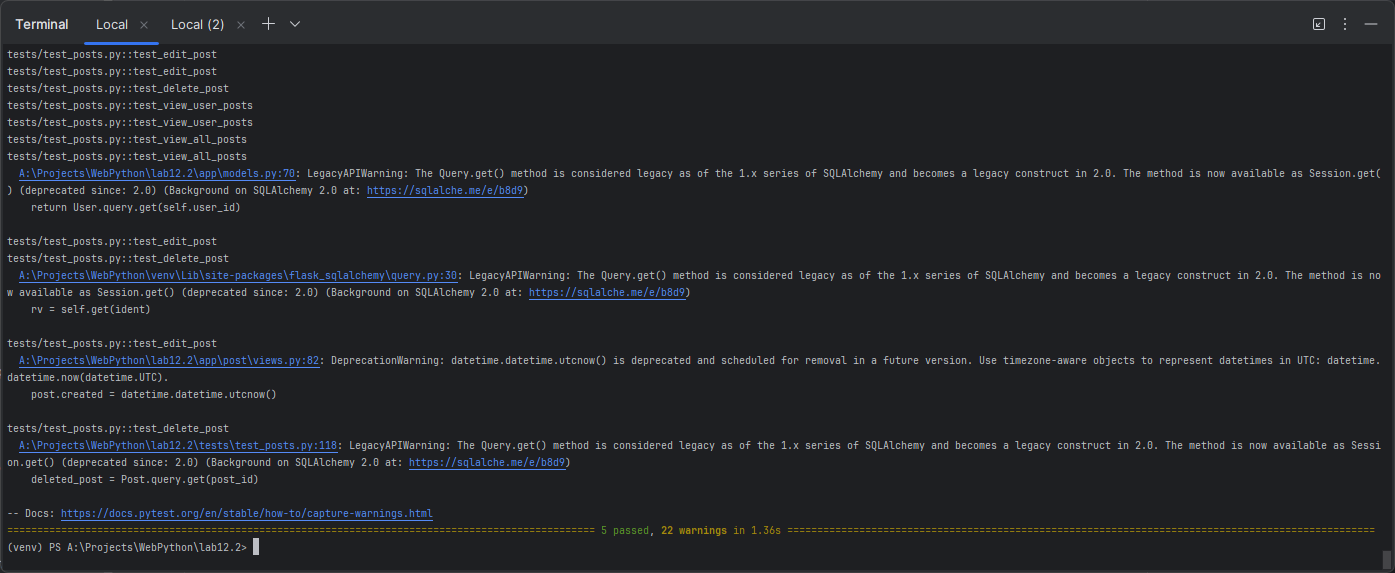 Terminal Local × Local (2) ×
tests/test_posts.py::test_edit_post
tests/test_posts.py::test_edit_post
tests/test_posts.py::test_delete_post
tests/test_posts.py::test_view_user_posts
tests/test_posts.py::test_view_user_posts
tests/test_posts.py::test_view_all_posts
tests/test_posts.py::test_view_all_posts
  A:\Projects\WebPython\lab12.2\app\models.py:70: LegacyAPIWarning: The Query.get() method is considered legacy as of the 1.x series of SQLAlchemy and becomes a legacy construct in 2.0. The method is now available as Session.get(
) (deprecated since: 2.0) (Background on SQLAlchemy 2.0 at: https://sqlalche.me/e/b8d9)
    return User.query.get(self.user_id)
tests/test_posts.py::test_edit_post
tests/test_posts.py::test_delete_post
  A:\Projects\WebPython\venv\Lib\site-packages\flask_sqlalchemy\query.py:30: LegacyAPIWarning: The Query.get() method is considered legacy as of the 1.x series of SQLAlchemy and becomes a legacy construct in 2.0. The method is no
w available as Session.get() (deprecated since: 2.0) (Background on SQLAlchemy 2.0 at: https://sqlalche.me/e/b8d9)
    rv = self.get(ident)
tests/test_posts.py::test_edit_post
  A:\Projects\WebPython\lab12.2\app\post\views.py:82: DeprecationWarning: datetime.datetime.utcnow() is deprecated and scheduled for removal in a future version. Use timezone-aware objects to represent datetimes in UTC: datetime.
datetime.now(datetime.UTC).
    post.created = datetime.datetime.utcnow()
tests/test_posts.py::test_delete_post
  A:\Projects\WebPython\lab12.2\tests\test_posts.py:118: LegacyAPIWarning: The Query.get() method is considered legacy as of the 1.x series of SQLAlchemy and becomes a legacy construct in 2.0. The method is now available as Sessi
on.get() (deprecated since: 2.0) (Background on SQLAlchemy 2.0 at: https://sqlalche.me/e/b8d9)
    deleted_post = Post.query.get(post_id)
-- Docs: https://docs.pytest.org/en/stable/how-to/capture-warnings.html
================================================================================================== 5 passed, 22 warnings in 1.36s ==================================================================================================
(venv) PS A:\Projects\WebPython\lab12.2>